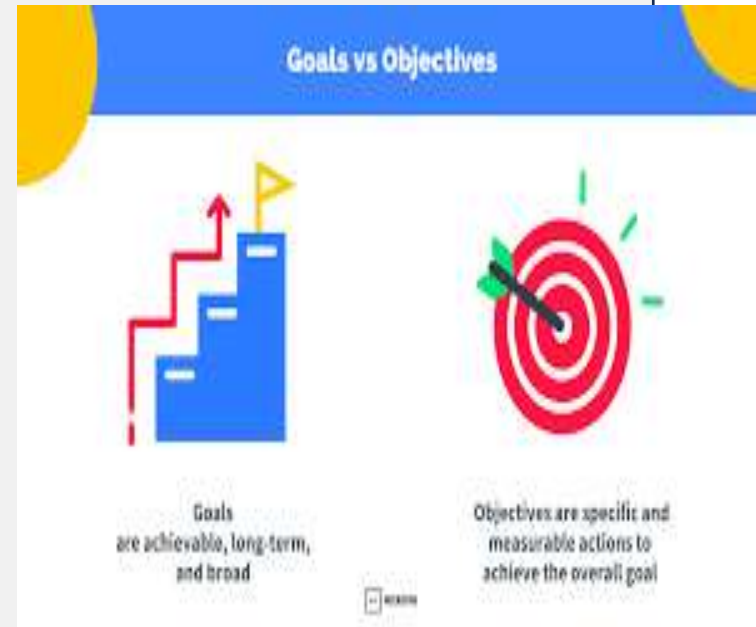 Goals vs Objectives
Goals
are achievable, long-term,
and broad
Objectives are specific and
measurable actions to
achieve the overall goal